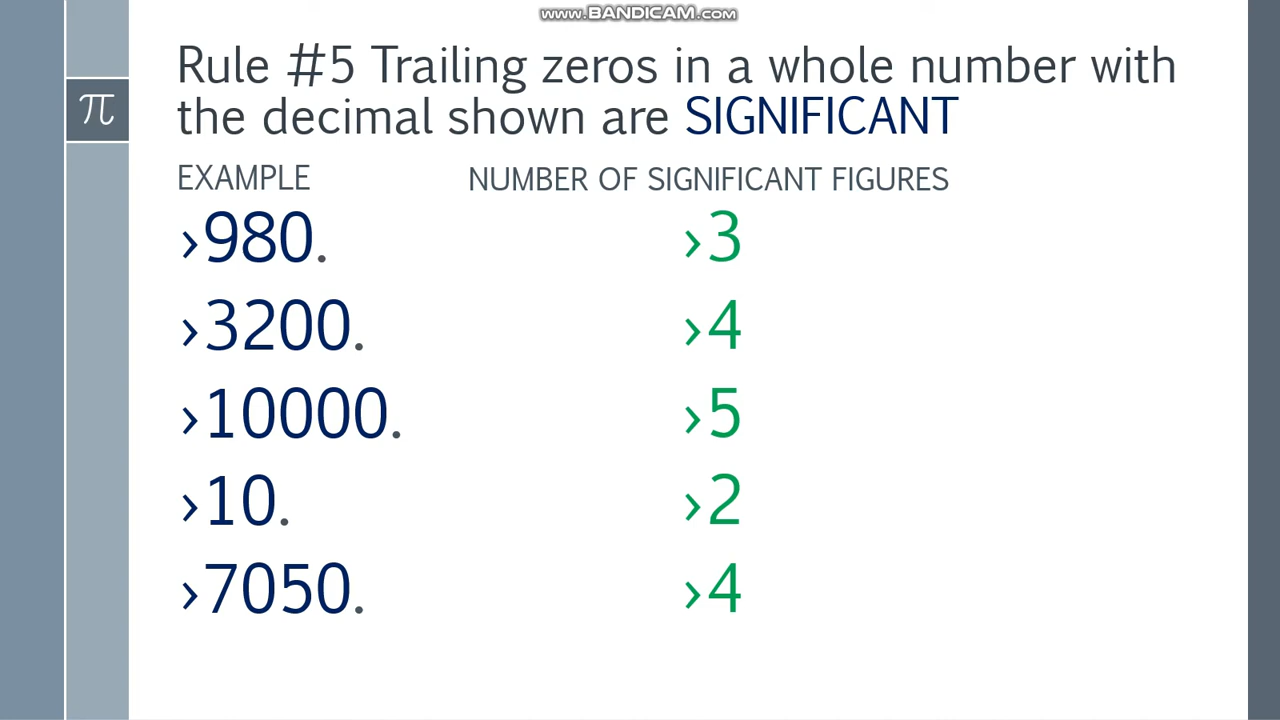 www.BANDICAM.com
Rule #5 Trailing zeros in a whole number with
the decimal shown are SIGNIFICANT
π
EXAMPLE NUMBER OF SIGNIFICANT FIGURES
›980. ›3
›3200. ›4
›10000. ›5
›10. ›2
›7050. ›4